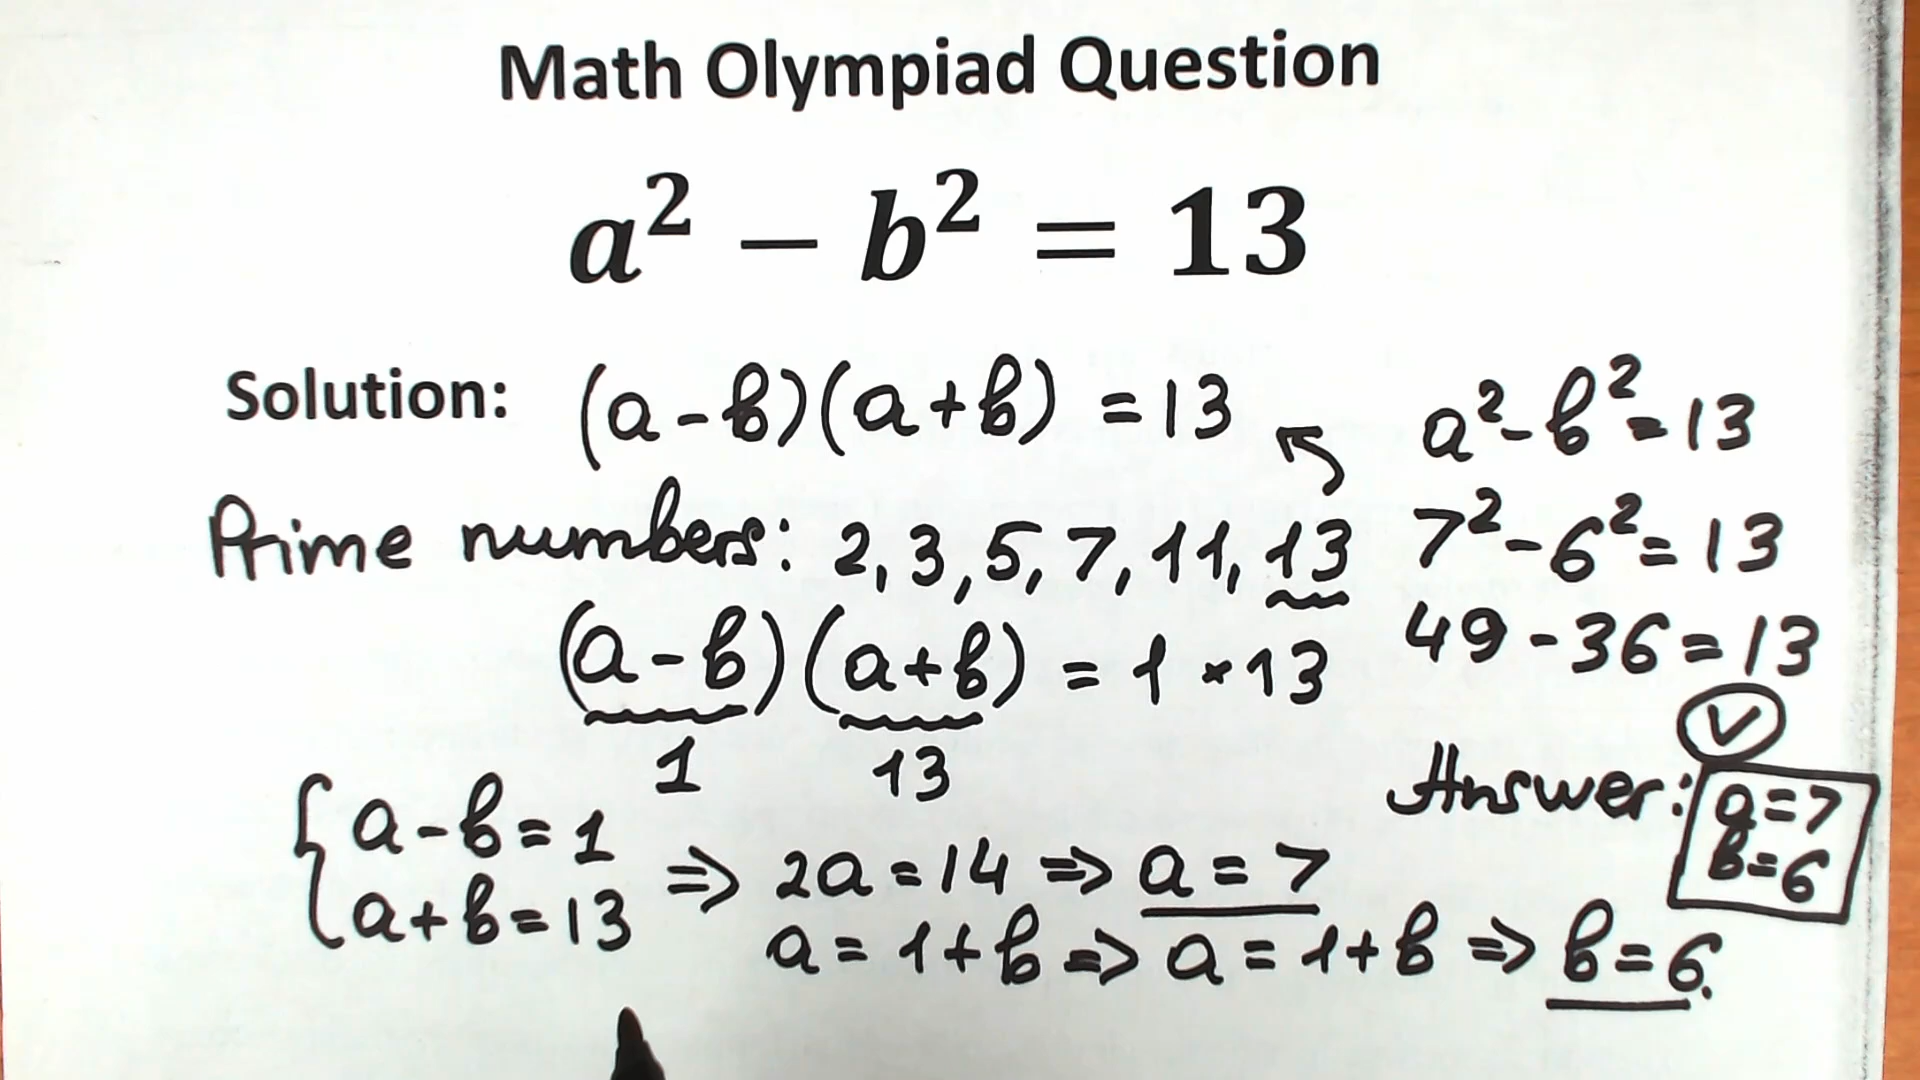 Math Olympiad Question
a² − b² = 13
Solution: (a-b)(a+b) = 13
a²-b²=13
Prime numbers: 2, 3, 5, 7, 11, 13
7²-6²=13
(a-b)(a+b) = 1 × 13
49-36=13
1 13
{a-b=1
a+b=13
=> 2a=14 => a=7
a=1+b => a=1+b => b=6.
Answer: a=7
b=6